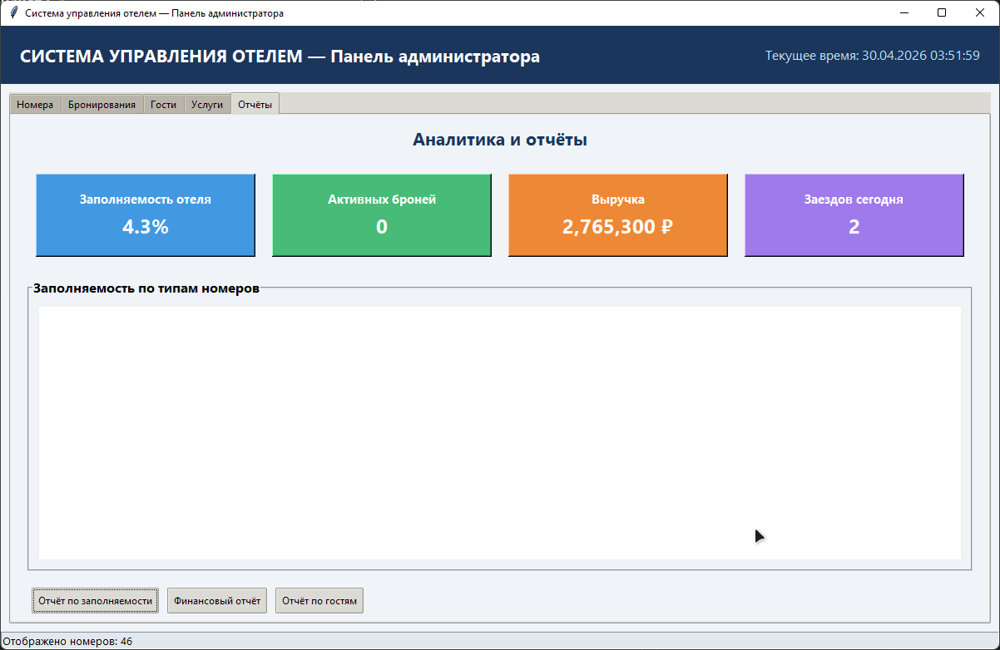 Система управления отелем — Панель администратора
СИСТЕМА УПРАВЛЕНИЯ ОТЕЛЕМ — Панель администратора
Текущее время: 30.04.2026 03:51:59
Номера
Бронирования
Гости
Услуги
Отчёты
Аналитика и отчёты
Заполняемость отеля
4.3%
Активных броней
0
Выручка
2,765,300 ₽
Заездов сегодня
2
Заполняемость по типам номеров
Отчёт по заполняемости
Финансовый отчёт
Отчёт по гостям
Отображено номеров: 46